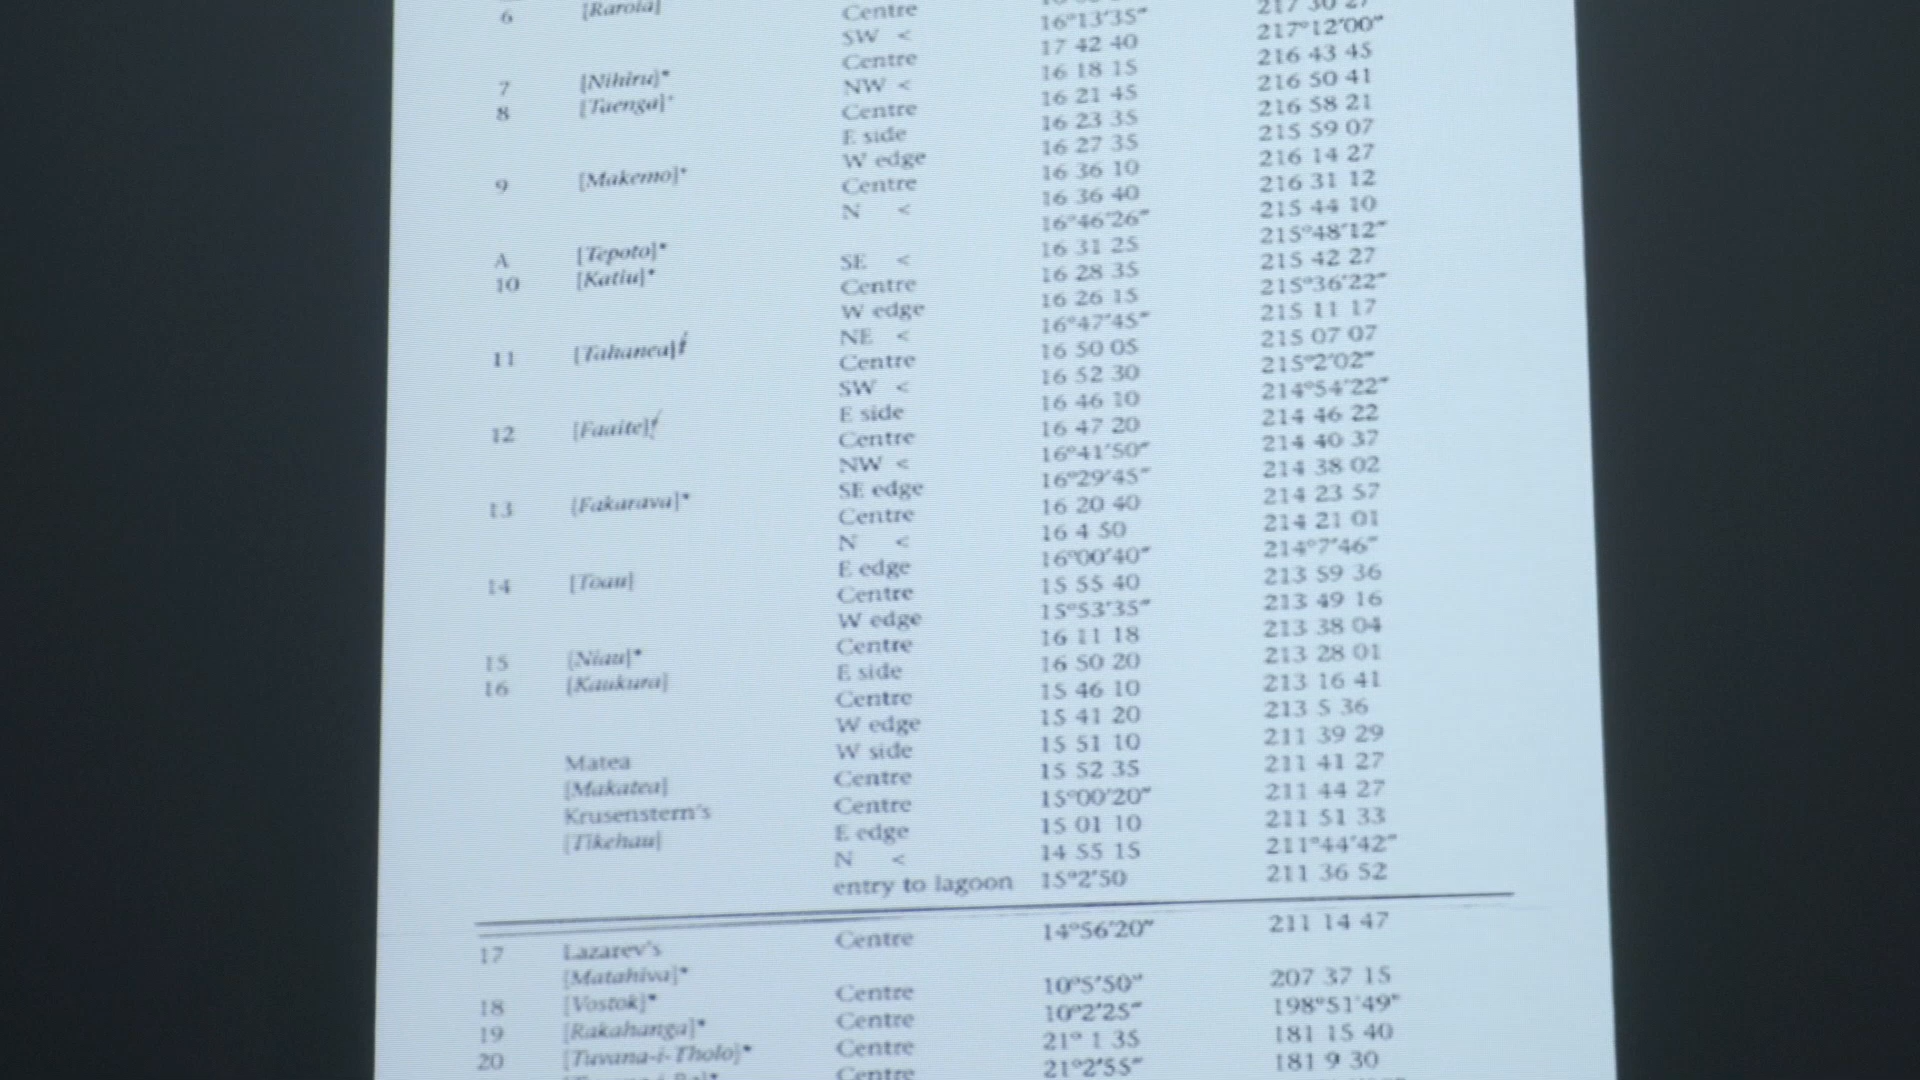 6 [Raroia]
Centre
SW < 16°13'35" 217 30 27
7 [Nihiru]* Centre 17 42 40 217°12'00"
8 [Taenga]* NW < 16 18 15 216 43 45
Centre 16 21 45 216 50 41
E side 16 23 35 216 58 21
9 [Makemo]* W edge 16 27 35 215 59 07
Centre 16 36 10 216 14 27
N < 16 36 40 216 31 12
A [Tepoto]* 16°46'26" 215 44 10
10 [Katiu]* SE < 16 31 25 215°48'12"
Centre 16 28 35 215 42 27
W edge 16 26 15 215°36'22"
11 [Tahanea]† NE < 16°47'45" 215 11 17
Centre 16 50 05 215 07 07
SW < 16 52 30 215°2'02"
12 [Faaite]† E side 16 46 10 214°54'22"
Centre 16 47 20 214 46 22
NW < 16°41'50" 214 40 37
13 [Fakarava]* SE edge 16°29'45" 214 38 02
Centre 16 20 40 214 23 57
N < 16 4 50 214 21 01
14 [Toau] E edge 16°00'40" 214°7'46"
Centre 15 55 40 213 59 36
W edge 15°53'35" 213 49 16
15 [Niau]* Centre 16 11 18 213 38 04
16 [Kaukura] E side 16 50 20 213 28 01
Centre 15 46 10 213 16 41
W edge 15 41 20 213 5 36
Matea W side 15 51 10 211 39 29
[Makatea] Centre 15 52 35 211 41 27
Krusenstern's Centre 15°00'20" 211 44 27
[Tikehau] E edge 15 01 10 211 51 33
N < 14 55 15 211°44'42"
entry to lagoon 15°2'50 211 36 52
17 Lazarev's Centre 14°56'20" 211 14 47
[Matahiva]*
18 [Vostok]* Centre 10°5'50" 207 37 15
19 [Rakahanga]* Centre 10°2'25" 198°51'49"
20 [Tuvana-i-Tholo]* Centre 21° 1 35 181 15 40
Centre 21°2'55" 181 9 30